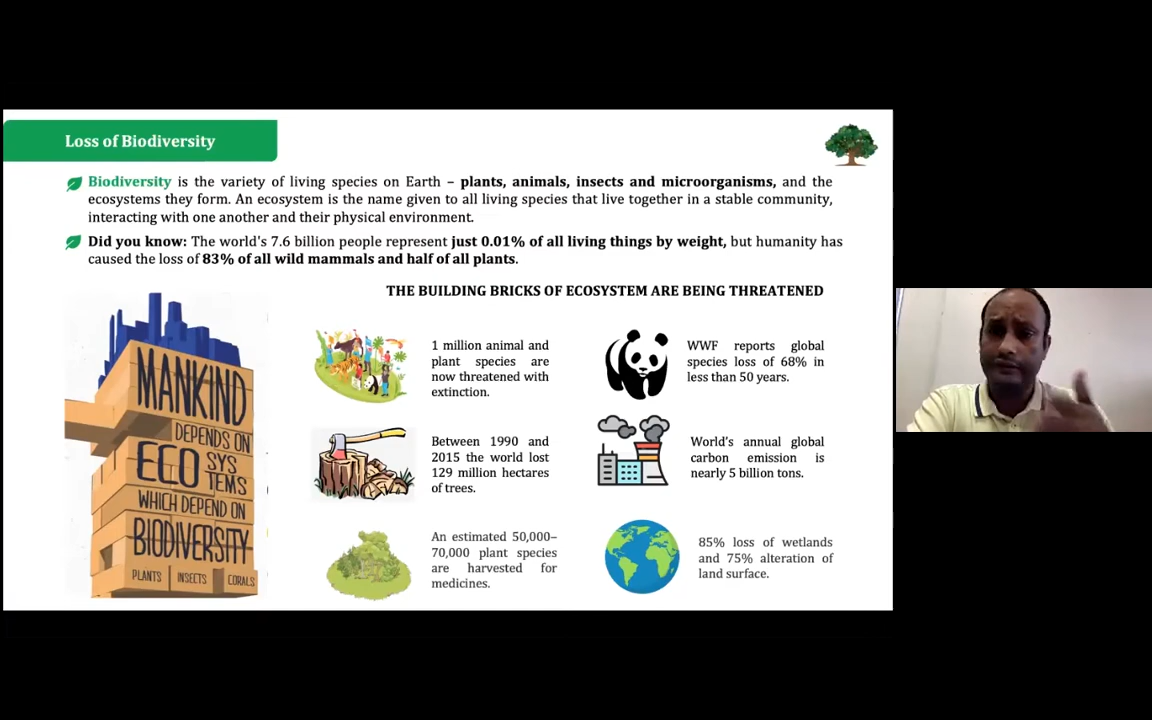 Loss of Biodiversity
Biodiversity is the variety of living species on Earth – plants, animals, insects and microorganisms, and the
ecosystems they form. An ecosystem is the name given to all living species that live together in a stable community,
interacting with one another and their physical environment.
Did you know: The world's 7.6 billion people represent just 0.01% of all living things by weight, but humanity has
caused the loss of 83% of all wild mammals and half of all plants.
THE BUILDING BRICKS OF ECOSYSTEM ARE BEING THREATENED
MANKIND
DEPENDS ON
ECO SYS
TEMS
WHICH DEPEND ON
BIODIVERSITY
PLANTS INSECTS CORALS
1 million animal and
plant species are
now threatened with
extinction.
WWF reports global
species loss of 68% in
less than 50 years.
Between 1990 and
2015 the world lost
129 million hectares
of trees.
World's annual global
carbon emission is
nearly 5 billion tons.
An estimated 50,000–
70,000 plant species
are harvested for
medicines.
85% loss of wetlands
and 75% alteration of
land surface.